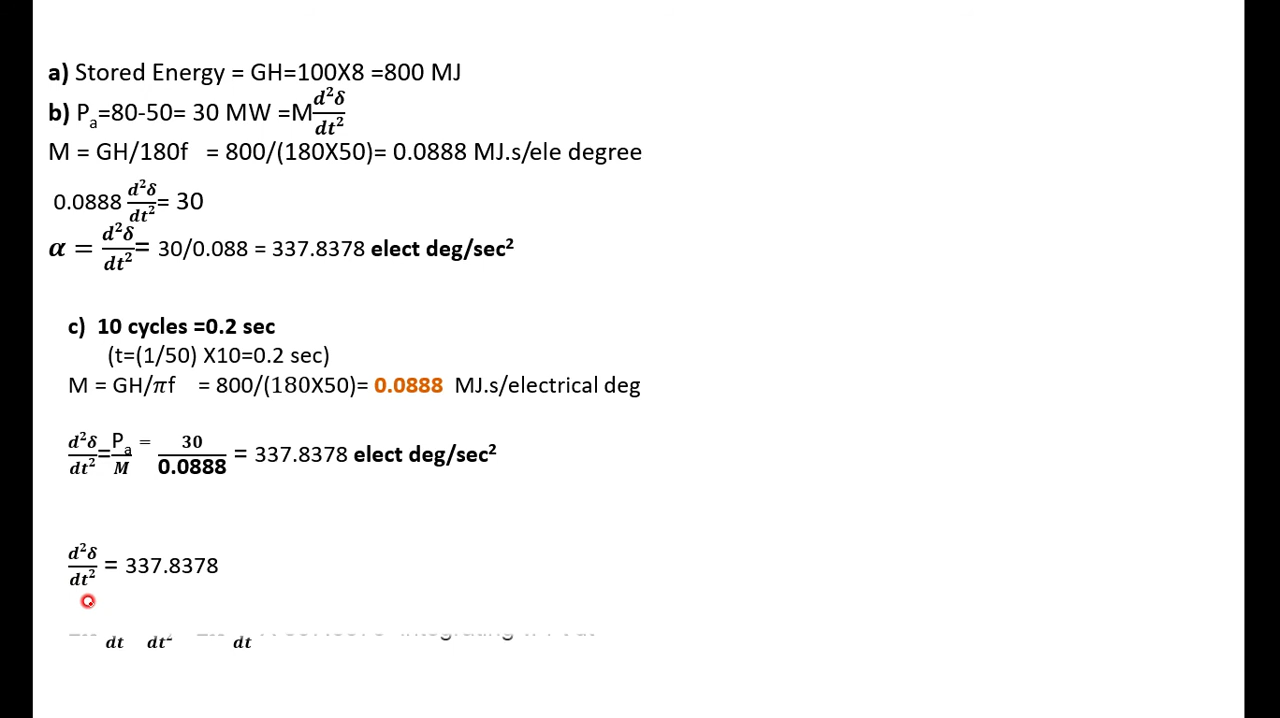 a) Stored Energy = GH=100X8 =800 MJ
b) Pₐ=80-50= 30 MW =M d²δ/dt²
M = GH/180f = 800/(180X50)= 0.0888 MJ.s/ele degree
0.0888 d²δ/dt² = 30
α = d²δ/dt² = 30/0.088 = 337.8378 elect deg/sec²
c) 10 cycles =0.2 sec
(t=(1/50) X10=0.2 sec)
M = GH/πf = 800/(180X50)= 0.0888 MJ.s/electrical deg
d²δ/dt² = Pₐ/M = 30/0.0888 = 337.8378 elect deg/sec²
d²δ/dt² = 337.8378
dt dt² dt